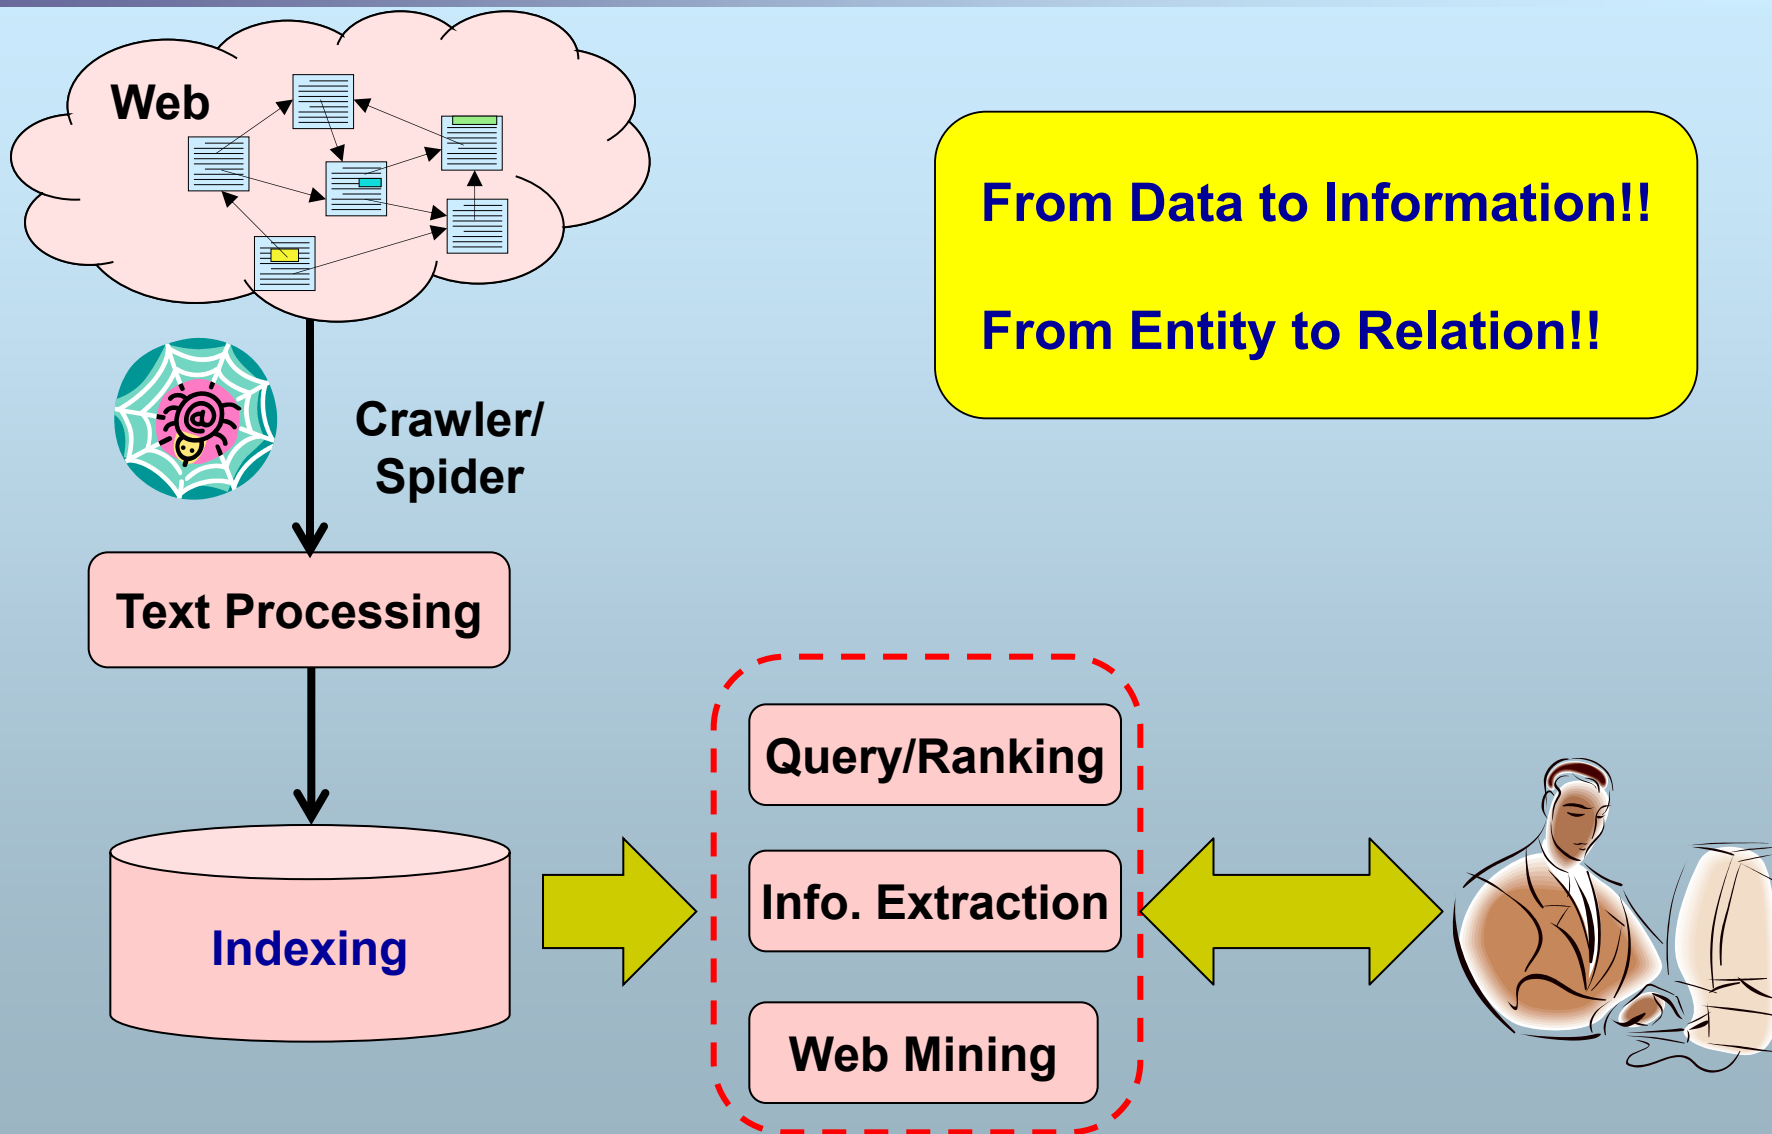 Web
From Data to Information!!
From Entity to Relation!!
Crawler/
Spider
@
Text Processing
Query/Ranking
Info. Extraction
Indexing
Web Mining